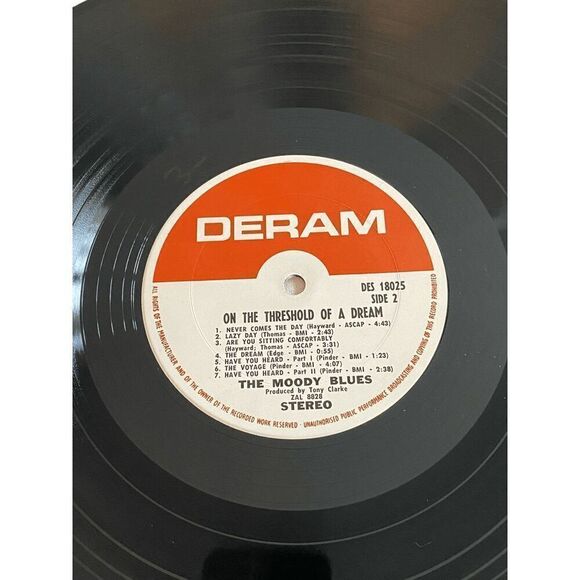 DERAM
DES 18025
SIDE 2
ON THE THRESHOLD OF A DREAM
1. NEVER COMES THE DAY (Hayward - ASCAP - 4:43)
2. LAZY DAY (Thomas - BMI - 2:43)
3. ARE YOU SITTING COMFORTABLY
(Hayward; Thomas - ASCAP - 3:31)
4. THE DREAM (Edge - BMI - 0:55)
5. HAVE YOU HEARD - Part I (Pinder - BMI - 1:23)
6. THE VOYAGE (Pinder - BMI - 4:07)
7. HAVE YOU HEARD - Part II (Pinder - BMI - 2:38)
THE MOODY BLUES
Produced by Tony Clarke
ZAL 8828
STEREO
ALL RIGHTS OF THE MANUFACTURER AND OF THE OWNER OF THE RECORDED WORK RESERVED · UNAUTHORISED PUBLIC PERFORMANCE BROADCASTING AND COPYING OF THIS RECORD PROHIBITED